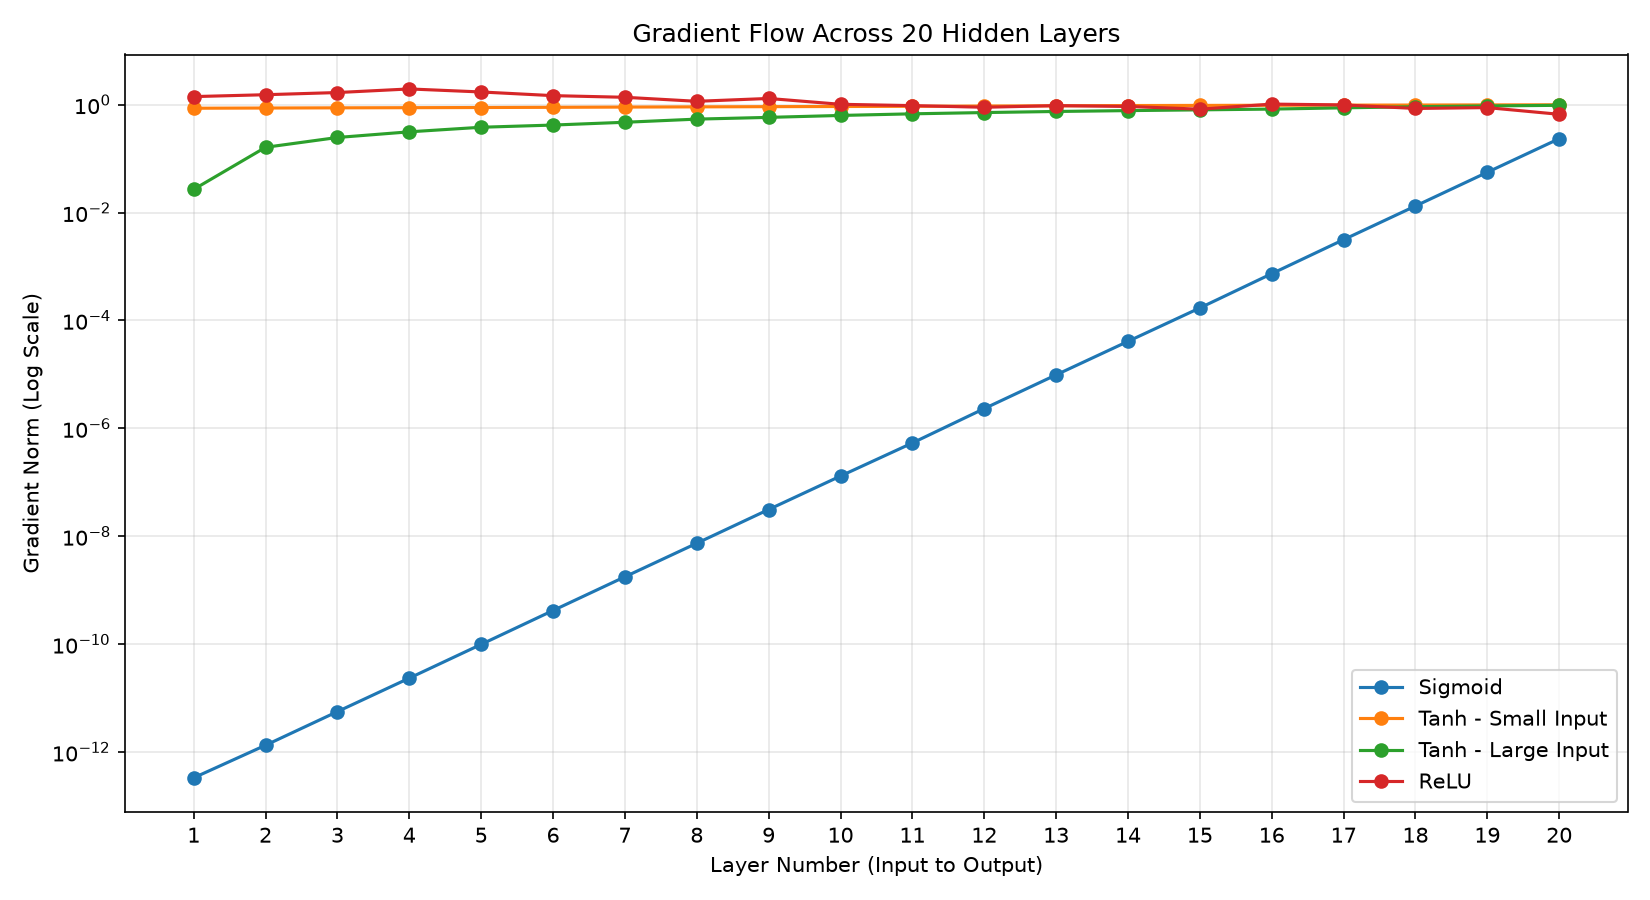 Gradient Flow Across 20 Hidden Layers
Gradient Norm (Log Scale)
10⁰
10⁻²
10⁻⁴
10⁻⁶
10⁻⁸
10⁻¹⁰
10⁻¹²
Sigmoid
Tanh - Small Input
Tanh - Large Input
ReLU
1 2 3 4 5 6 7 8 9 10 11 12 13 14 15 16 17 18 19 20
Layer Number (Input to Output)